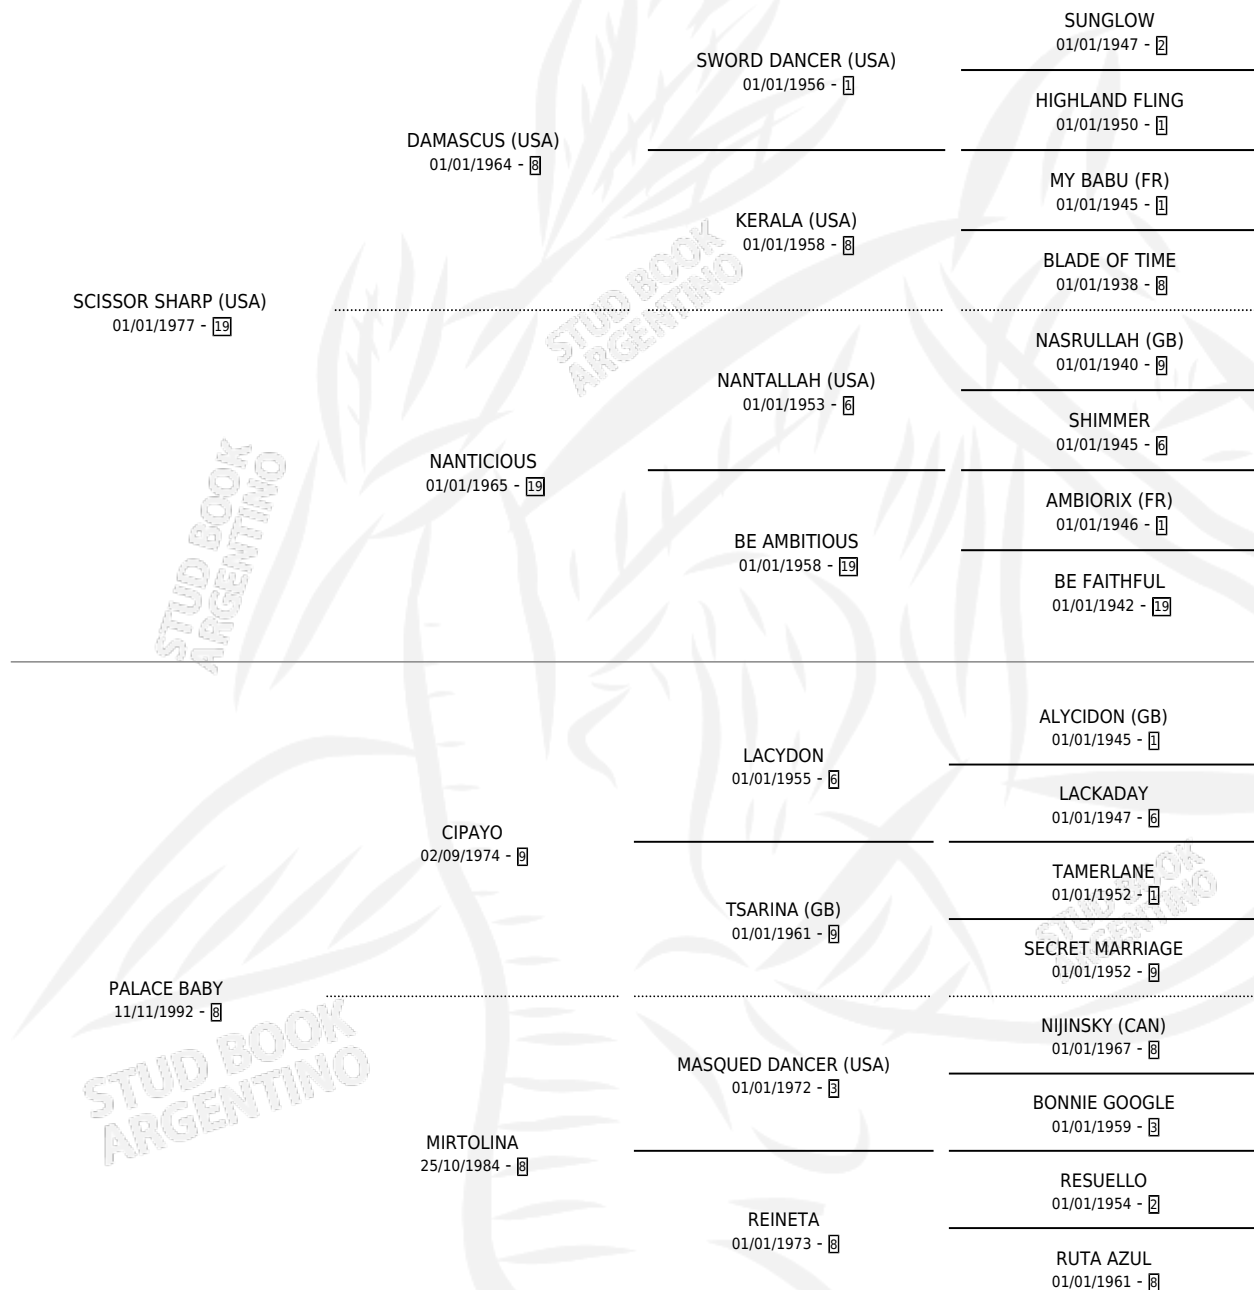 SUNGLOW
01/01/1947 - 2
SWORD DANCER (USA)
01/01/1956 - 1
HIGHLAND FLING
01/01/1950 - 1
DAMASCUS (USA)
01/01/1964 - 8
MY BABU (FR)
01/01/1945 - 1
KERALA (USA)
01/01/1958 - 8
BLADE OF TIME
01/01/1938 - 8
SCISSOR SHARP (USA)
01/01/1977 - 19
STUD BOOK
ARGENTINO
NASRULLAH (GB)
01/01/1940 - 9
NANTALLAH (USA)
01/01/1953 - 6
SHIMMER
01/01/1945 - 6
NANTICIOUS
01/01/1965 - 19
AMBIORIX (FR)
01/01/1946 - 1
BE AMBITIOUS
01/01/1958 - 19
BE FAITHFUL
01/01/1942 - 19
STUD BOOK
ARGENTINO
ALYCIDON (GB)
01/01/1945 - 1
LACYDON
01/01/1955 - 6
LACKADAY
01/01/1947 - 6
CIPAYO
02/09/1974 - 9
TAMERLANE
01/01/1952 - 1
TSARINA (GB)
01/01/1961 - 9
SECRET MARRIAGE
01/01/1952 - 9
STUD BOOK
ARGENTINO
PALACE BABY
11/11/1992 - 8
NIJINSKY (CAN)
01/01/1967 - 8
MASQUED DANCER (USA)
01/01/1972 - 3
BONNIE GOOGLE
01/01/1959 - 3
STUD BOOK
ARGENTINO
MIRTOLINA
25/10/1984 - 8
RESUELLO
01/01/1954 - 2
REINETA
01/01/1973 - 8
RUTA AZUL
01/01/1961 - 8